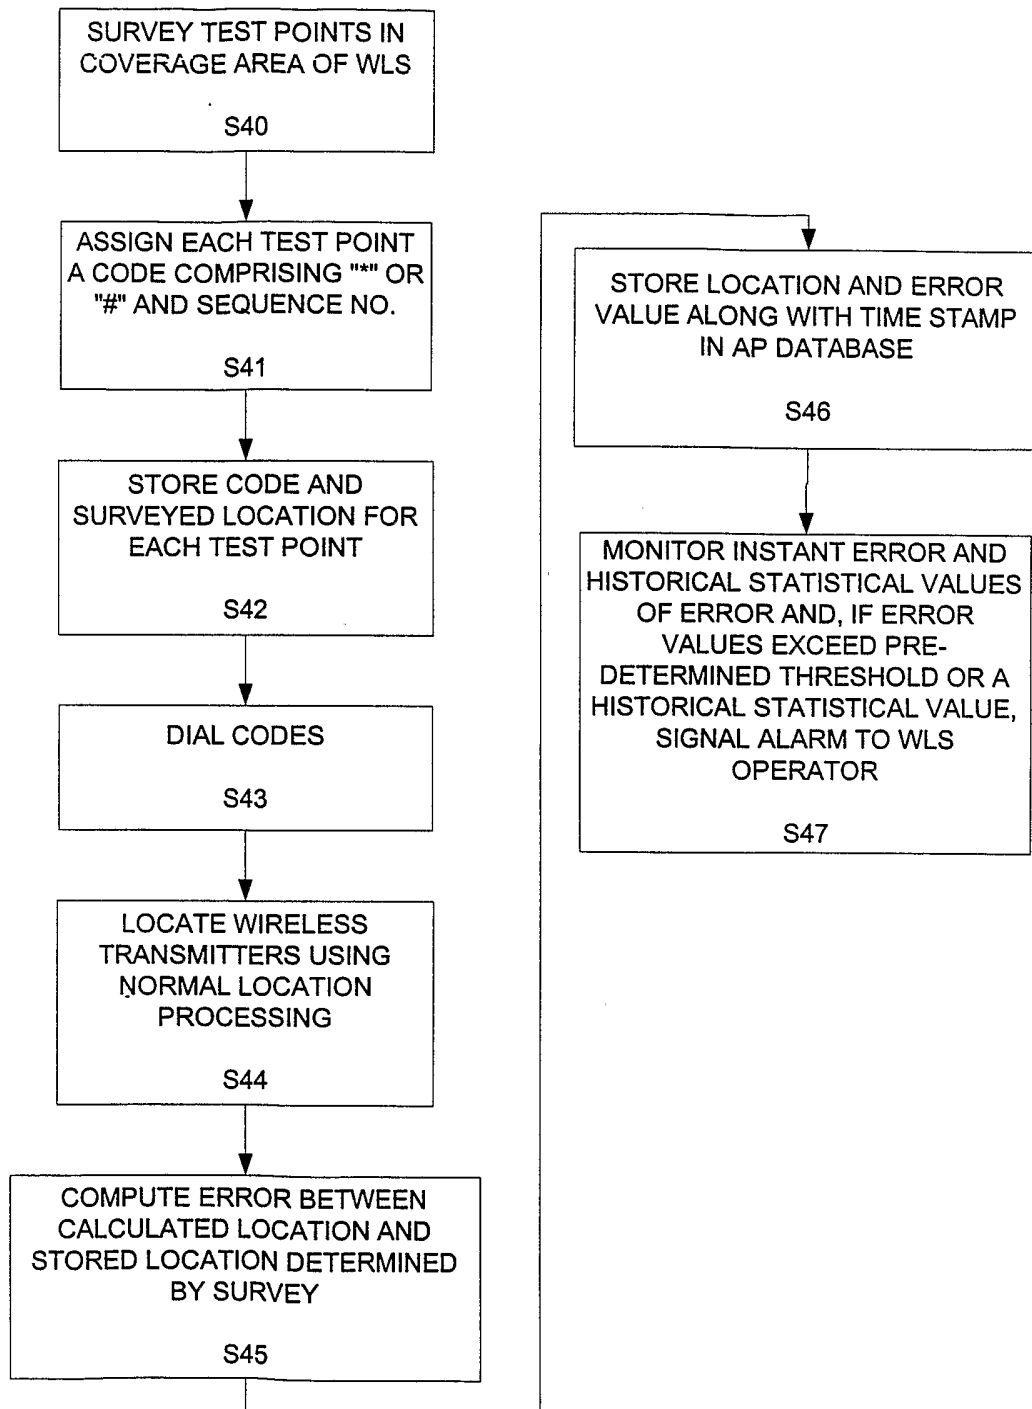 SURVEY TEST POINTS IN
COVERAGE AREA OF WLS
S40
ASSIGN EACH TEST POINT
A CODE COMPRISING "*" OR
"#" AND SEQUENCE NO.
S41
STORE CODE AND
SURVEYED LOCATION FOR
EACH TEST POINT
S42
DIAL CODES
S43
LOCATE WIRELESS
TRANSMITTERS USING
NORMAL LOCATION
PROCESSING
S44
COMPUTE ERROR BETWEEN
CALCULATED LOCATION AND
STORED LOCATION DETERMINED
BY SURVEY
S45
STORE LOCATION AND ERROR
VALUE ALONG WITH TIME STAMP
IN AP DATABASE
S46
MONITOR INSTANT ERROR AND
HISTORICAL STATISTICAL VALUES
OF ERROR AND, IF ERROR
VALUES EXCEED PRE-
DETERMINED THRESHOLD OR A
HISTORICAL STATISTICAL VALUE,
SIGNAL ALARM TO WLS
OPERATOR
S47